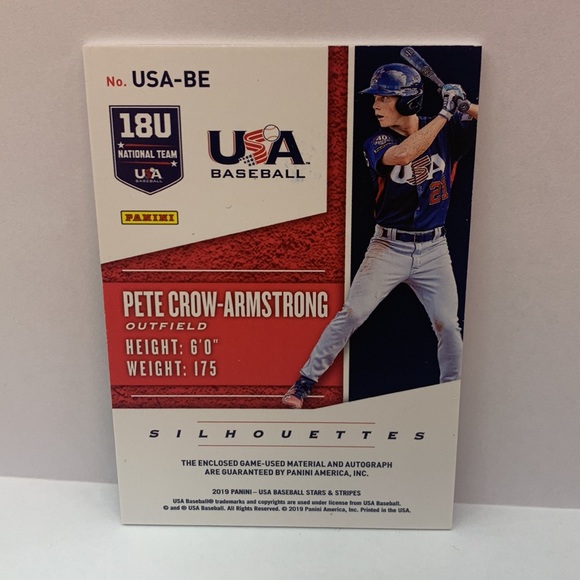 No. USA-BE
18U
NATIONAL TEAM
USA
USA
BASEBALL
PANINI
USA
PETE CROW-ARMSTRONG
OUTFIELD
HEIGHT: 6'0"
WEIGHT: 175
SILHOUETTES
THE ENCLOSED GAME-USED MATERIAL AND AUTOGRAPH
ARE GUARANTEED BY PANINI AMERICA, INC.
2019 PANINI – USA BASEBALL STARS & STRIPES
USA Baseball® trademarks and copyrights are used under license from USA Baseball.
© and ® USA Baseball. All Rights Reserved. © 2019 Panini America, Inc. Printed in the USA.